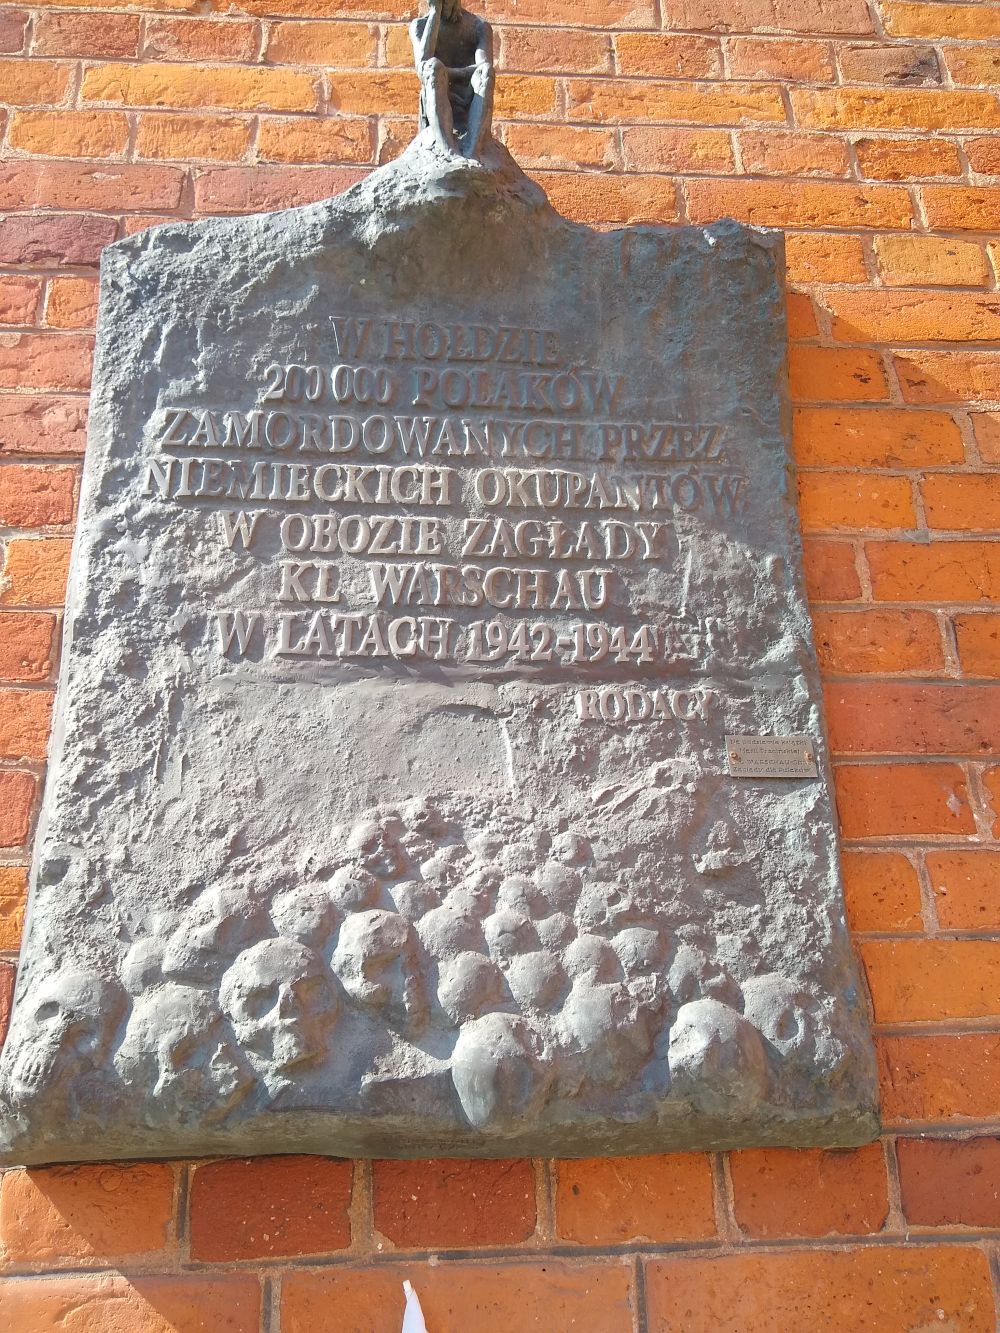 W HOŁDZIE
200 000 POLAKÓW
ZAMORDOWANYCH PRZEZ
NIEMIECKICH OKUPANTÓW
W OBOZIE ZAGŁADY
KL WARSCHAU
W LATACH 1942-1944
RODACY